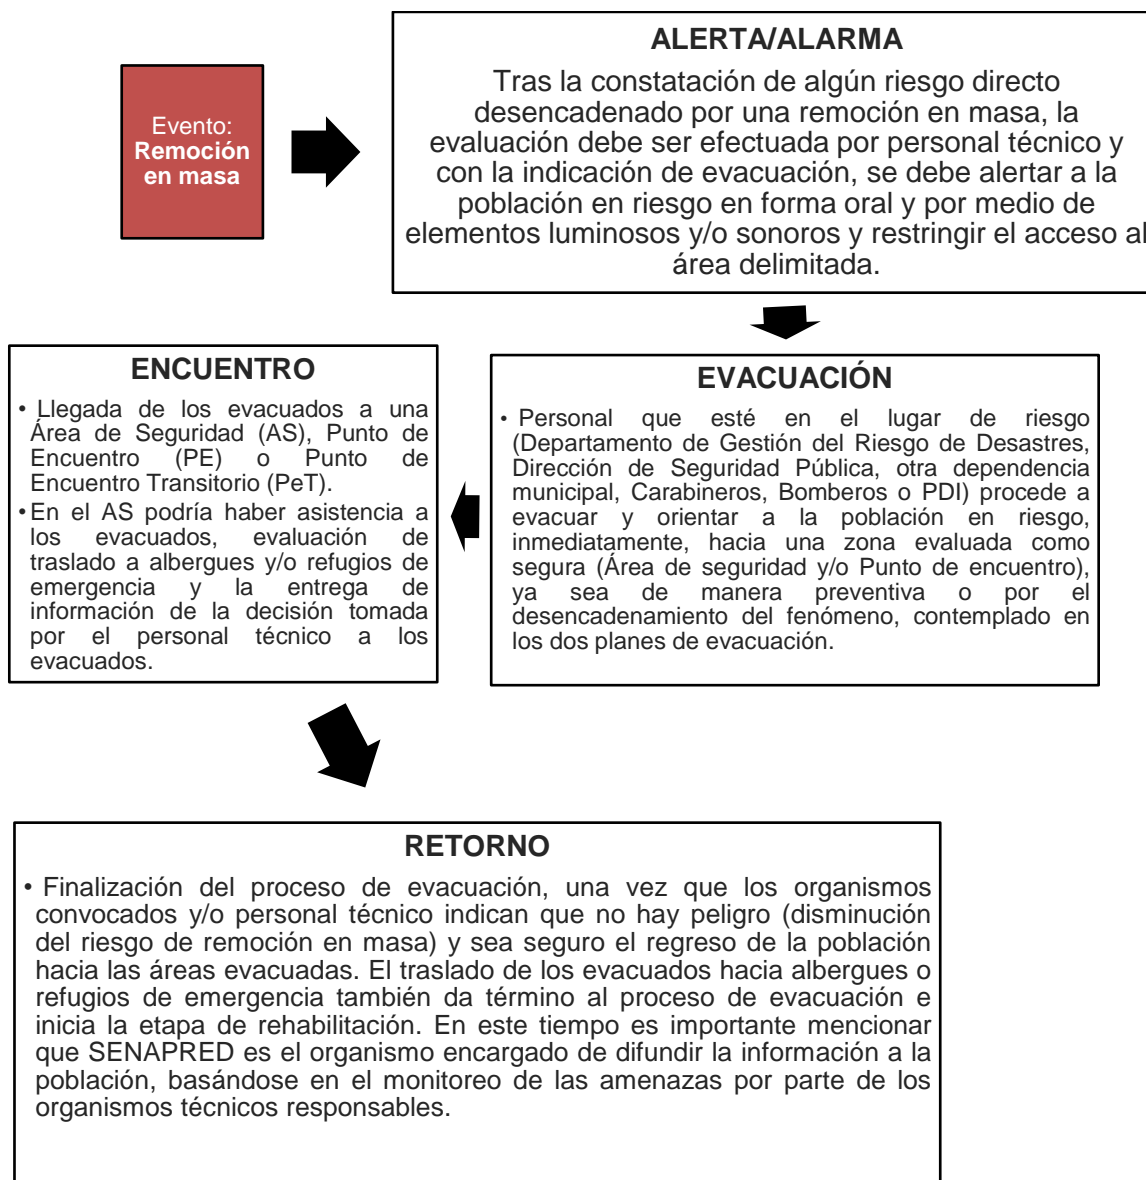 Evento:
Remoción
en masa
ALERTA/ALARMA
Tras la constatación de algún riesgo directo
desencadenado por una remoción en masa, la
evaluación debe ser efectuada por personal técnico y
con la indicación de evacuación, se debe alertar a la
población en riesgo en forma oral y por medio de
elementos luminosos y/o sonoros y restringir el acceso al
área delimitada.
EVACUACIÓN
• Personal que esté en el lugar de riesgo
(Departamento de Gestión del Riesgo de Desastres,
Dirección de Seguridad Pública, otra dependencia
municipal, Carabineros, Bomberos o PDI) procede a
evacuar y orientar a la población en riesgo,
inmediatamente, hacia una zona evaluada como
segura (Área de seguridad y/o Punto de encuentro),
ya sea de manera preventiva o por el
desencadenamiento del fenómeno, contemplado en
los dos planes de evacuación.
ENCUENTRO
• Llegada de los evacuados a una
Área de Seguridad (AS), Punto de
Encuentro (PE) o Punto de
Encuentro Transitorio (PeT).
• En el AS podría haber asistencia a
los evacuados, evaluación de
traslado a albergues y/o refugios de
emergencia y la entrega de
información de la decisión tomada
por el personal técnico a los
evacuados.
RETORNO
• Finalización del proceso de evacuación, una vez que los organismos
convocados y/o personal técnico indican que no hay peligro (disminución
del riesgo de remoción en masa) y sea seguro el regreso de la población
hacia las áreas evacuadas. El traslado de los evacuados hacia albergues o
refugios de emergencia también da término al proceso de evacuación e
inicia la etapa de rehabilitación. En este tiempo es importante mencionar
que SENAPRED es el organismo encargado de difundir la información a la
población, basándose en el monitoreo de las amenazas por parte de los
organismos técnicos responsables.